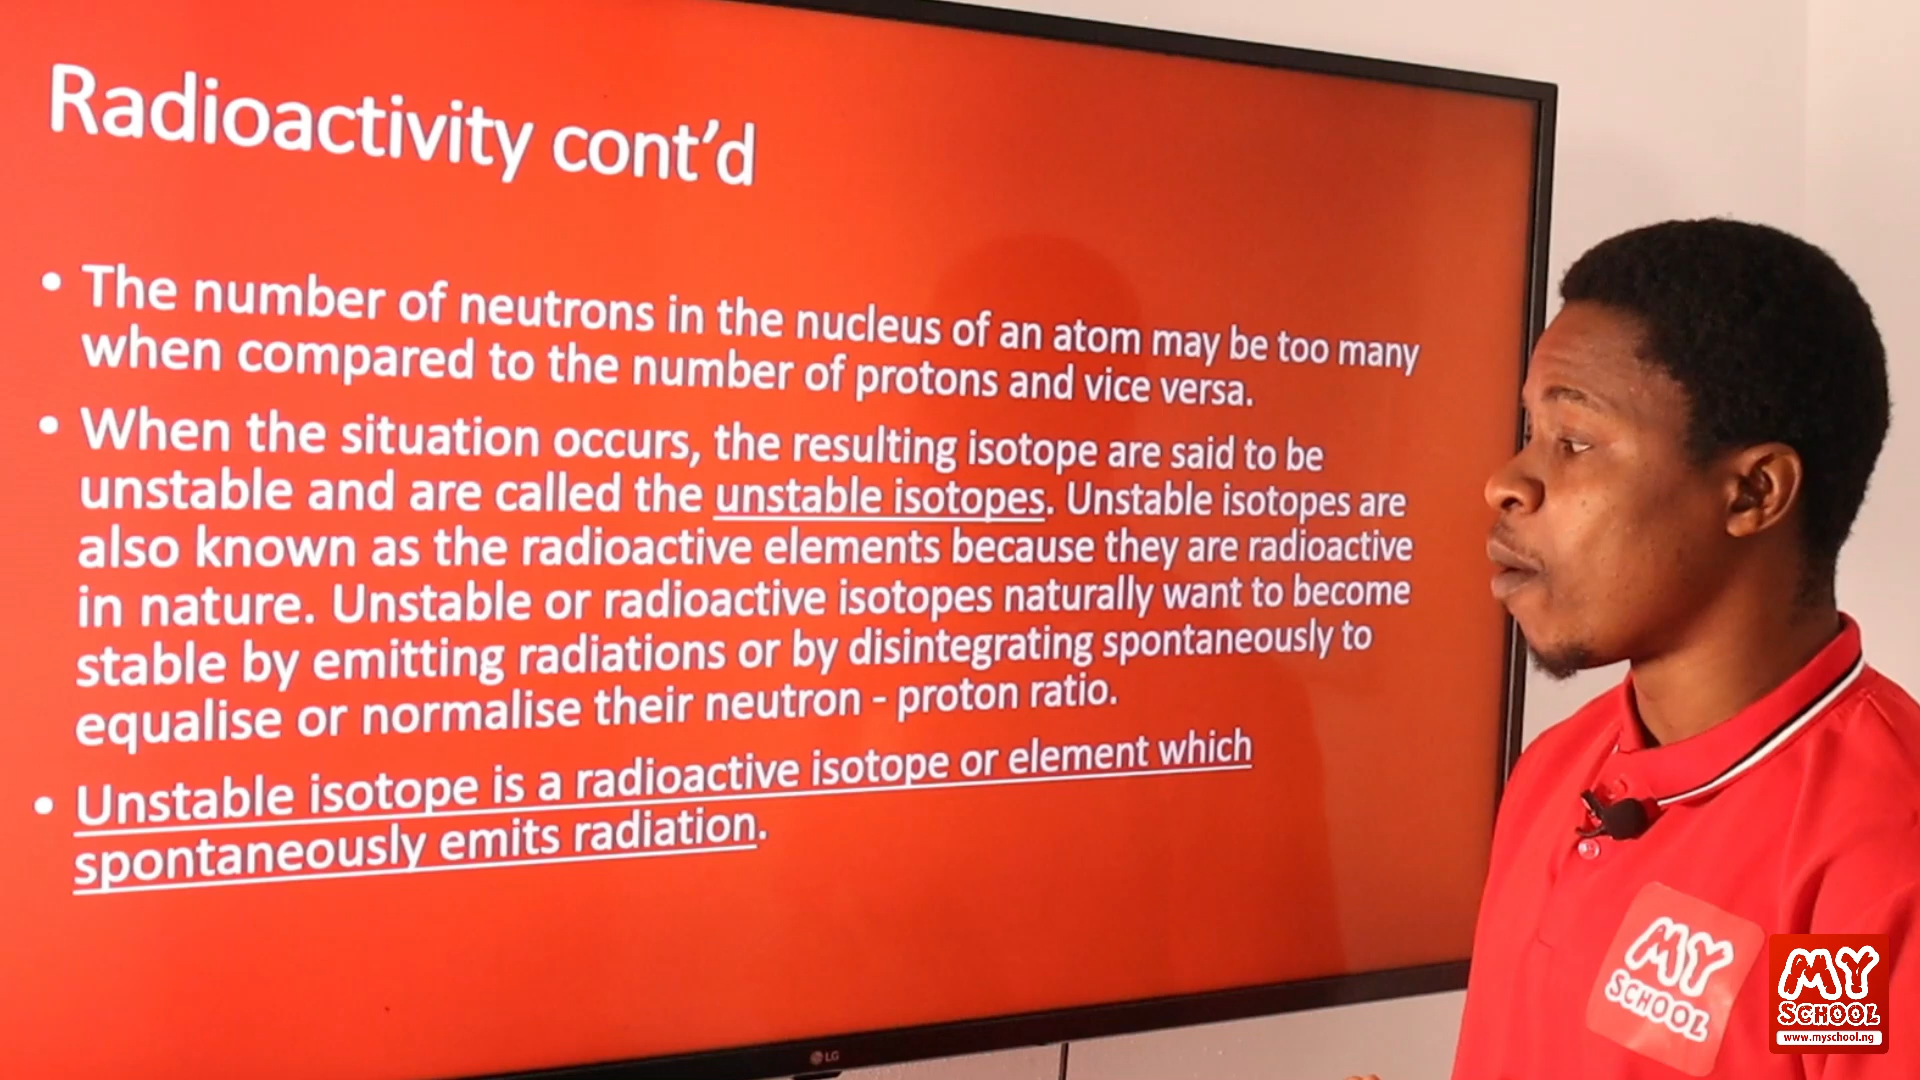 Radioactivity cont’d
• The number of neutrons in the nucleus of an atom may be too many
when compared to the number of protons and vice versa.
• When the situation occurs, the resulting isotope are said to be
unstable and are called the unstable isotopes. Unstable isotopes are
also known as the radioactive elements because they are radioactive
in nature. Unstable or radioactive isotopes naturally want to become
stable by emitting radiations or by disintegrating spontaneously to
equalise or normalise their neutron - proton ratio.
• Unstable isotope is a radioactive isotope or element which
spontaneously emits radiation.
LG
MY
SCHOOL
MY
SCHOOL
www.myschool.ng